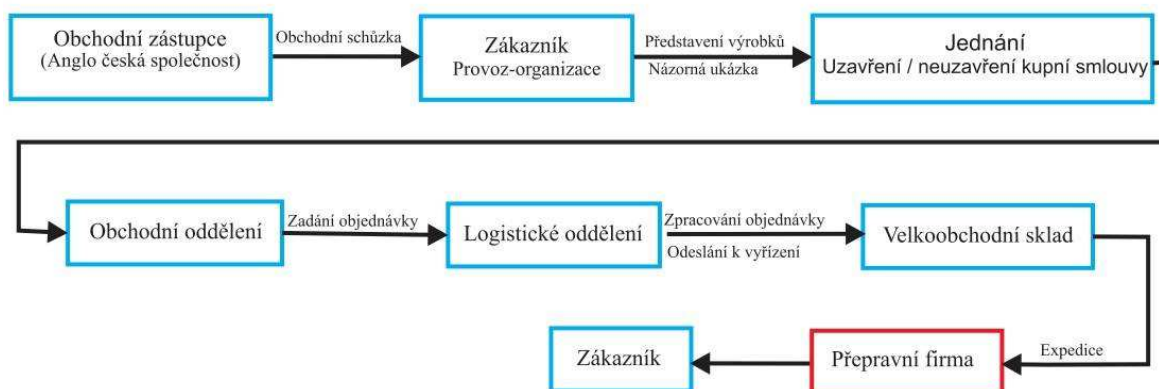 Obchodní zástupce
(Anglo česká společnost)
Obchodní schůzka
Zákazník
Provoz-organizace
Představení výrobků
Názorná ukázka
Jednání
Uzavření / neuzavření kupní smlouvy
Obchodní oddělení
Zadání objednávky
Logistické oddělení
Zpracování objednávky
Odeslání k vyřízení
Velkoobchodní sklad
Zákazník
Přepravní firma
Expedice